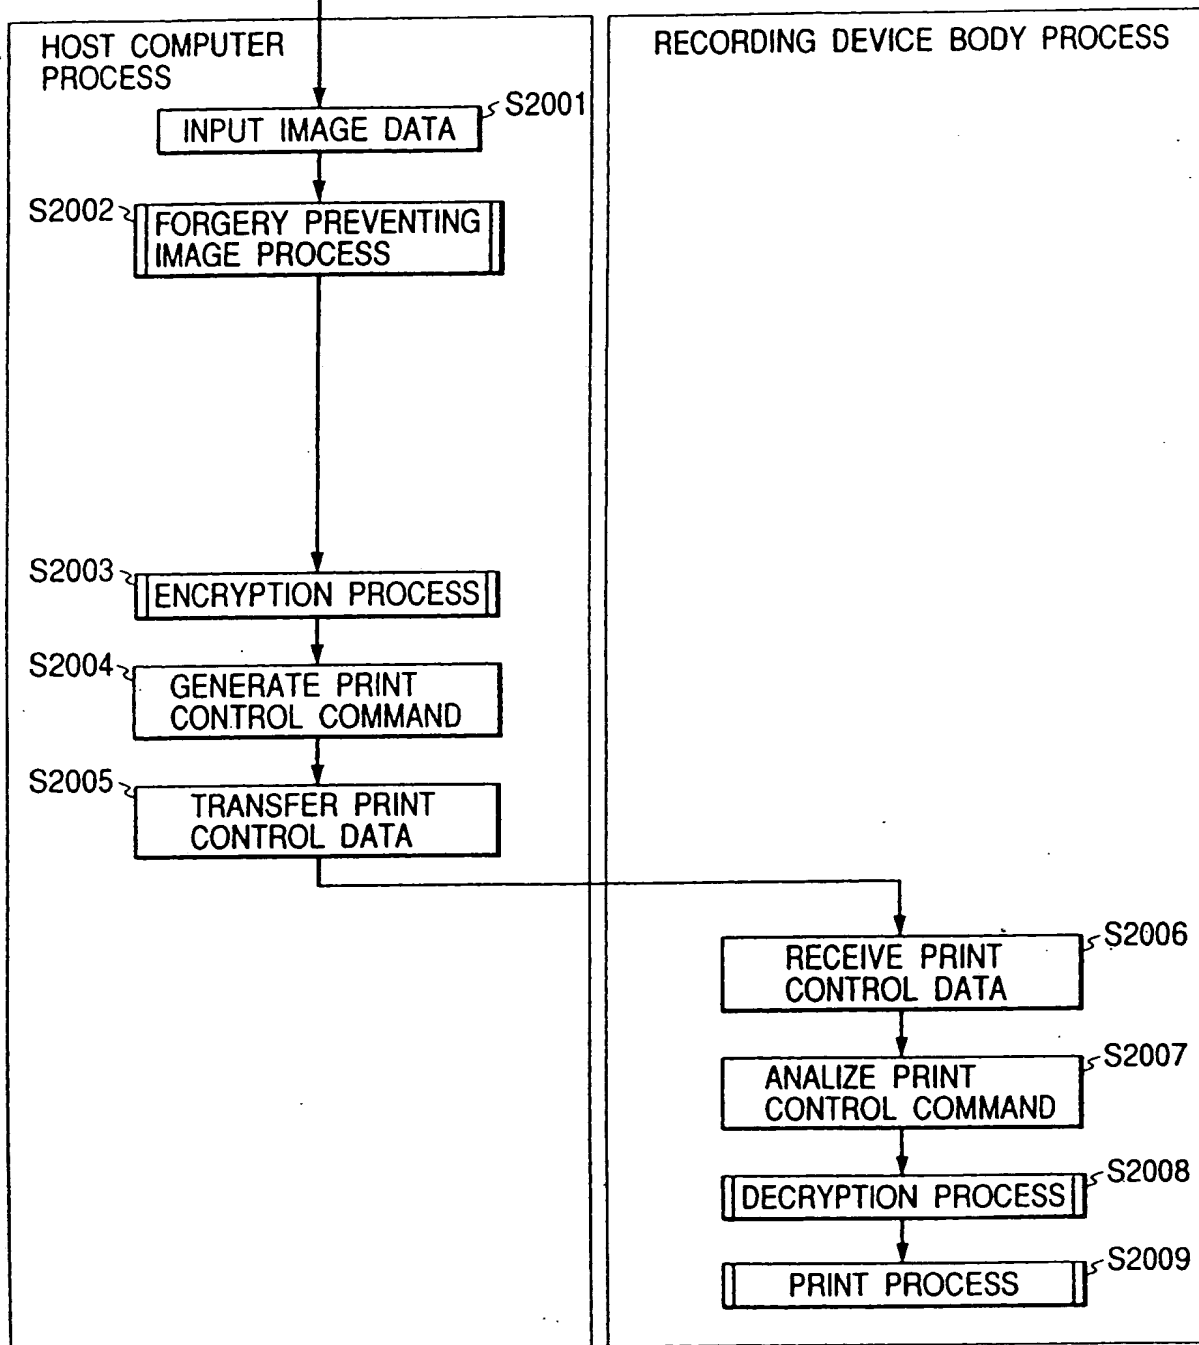 HOST COMPUTER
PROCESS
S2001
INPUT IMAGE DATA
S2002
FORGERY PREVENTING
IMAGE PROCESS
S2003
ENCRYPTION PROCESS
S2004
GENERATE PRINT
CONTROL COMMAND
S2005
TRANSFER PRINT
CONTROL DATA
RECORDING DEVICE BODY PROCESS
S2006
RECEIVE PRINT
CONTROL DATA
S2007
ANALIZE PRINT
CONTROL COMMAND
S2008
DECRYPTION PROCESS
S2009
PRINT PROCESS